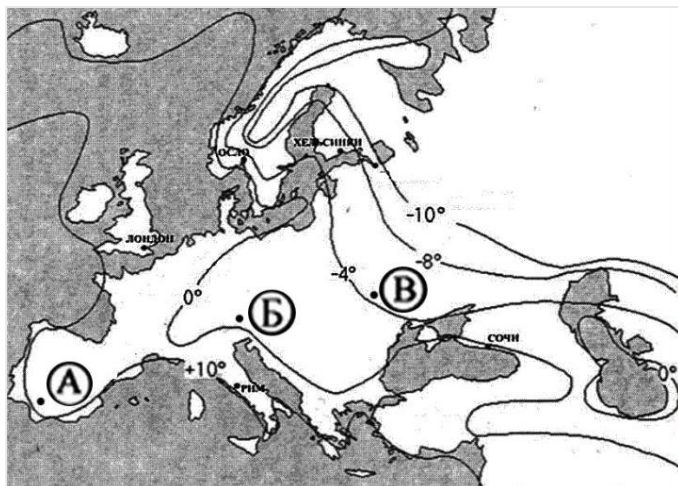 ОСЛО
ХЕЛЬСИНКИ
-10°
ЛОНДОН
-8°
-4°
0°
Б
В
СОЧИ
+10°
0°
А
РИМ